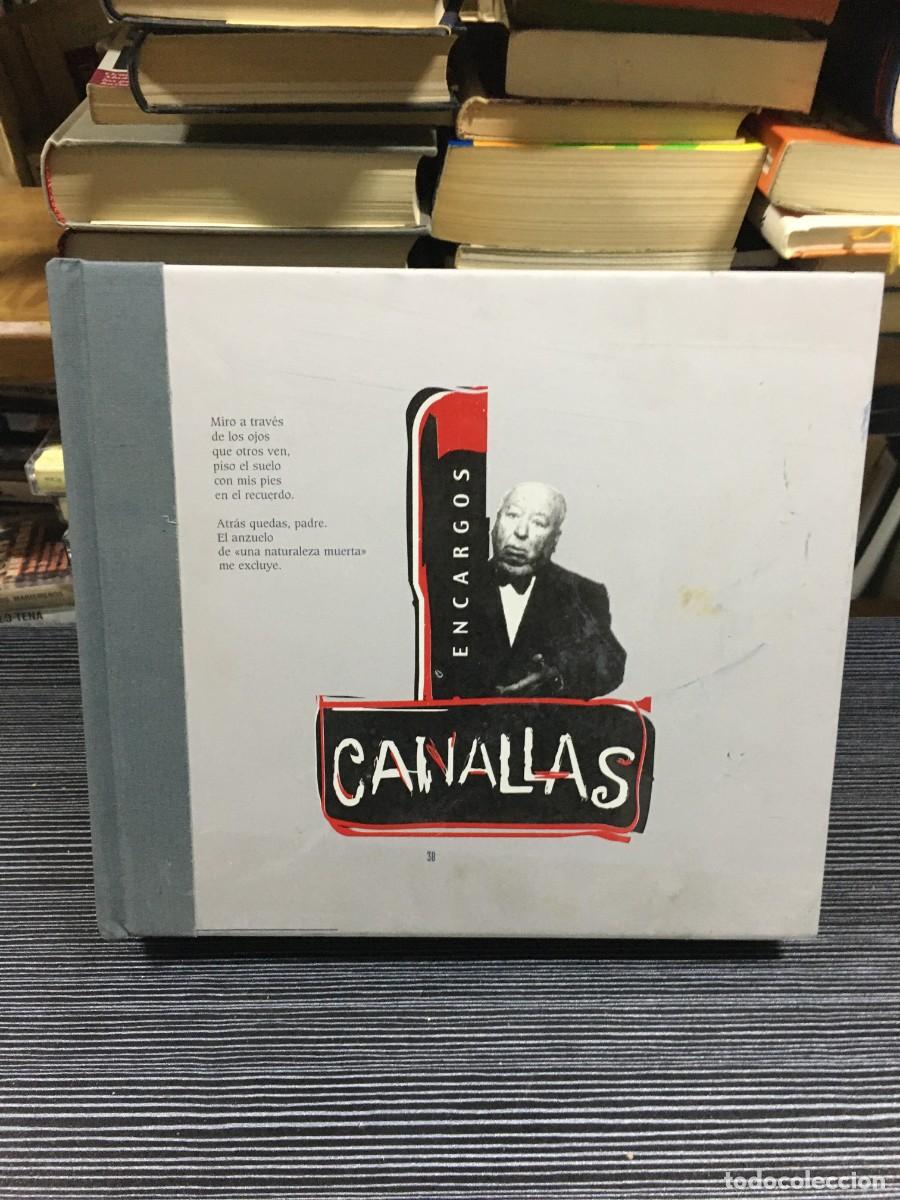 Miro a través
de los ojos
que otros ven,
piso el suelo
con mis pies
en el recuerdo.
Atrás quedas, padre.
El anzuelo
de «una naturaleza muerta»
me excluye.
ENCARGOS
CANALLAS
38
TENA
todocoleccion